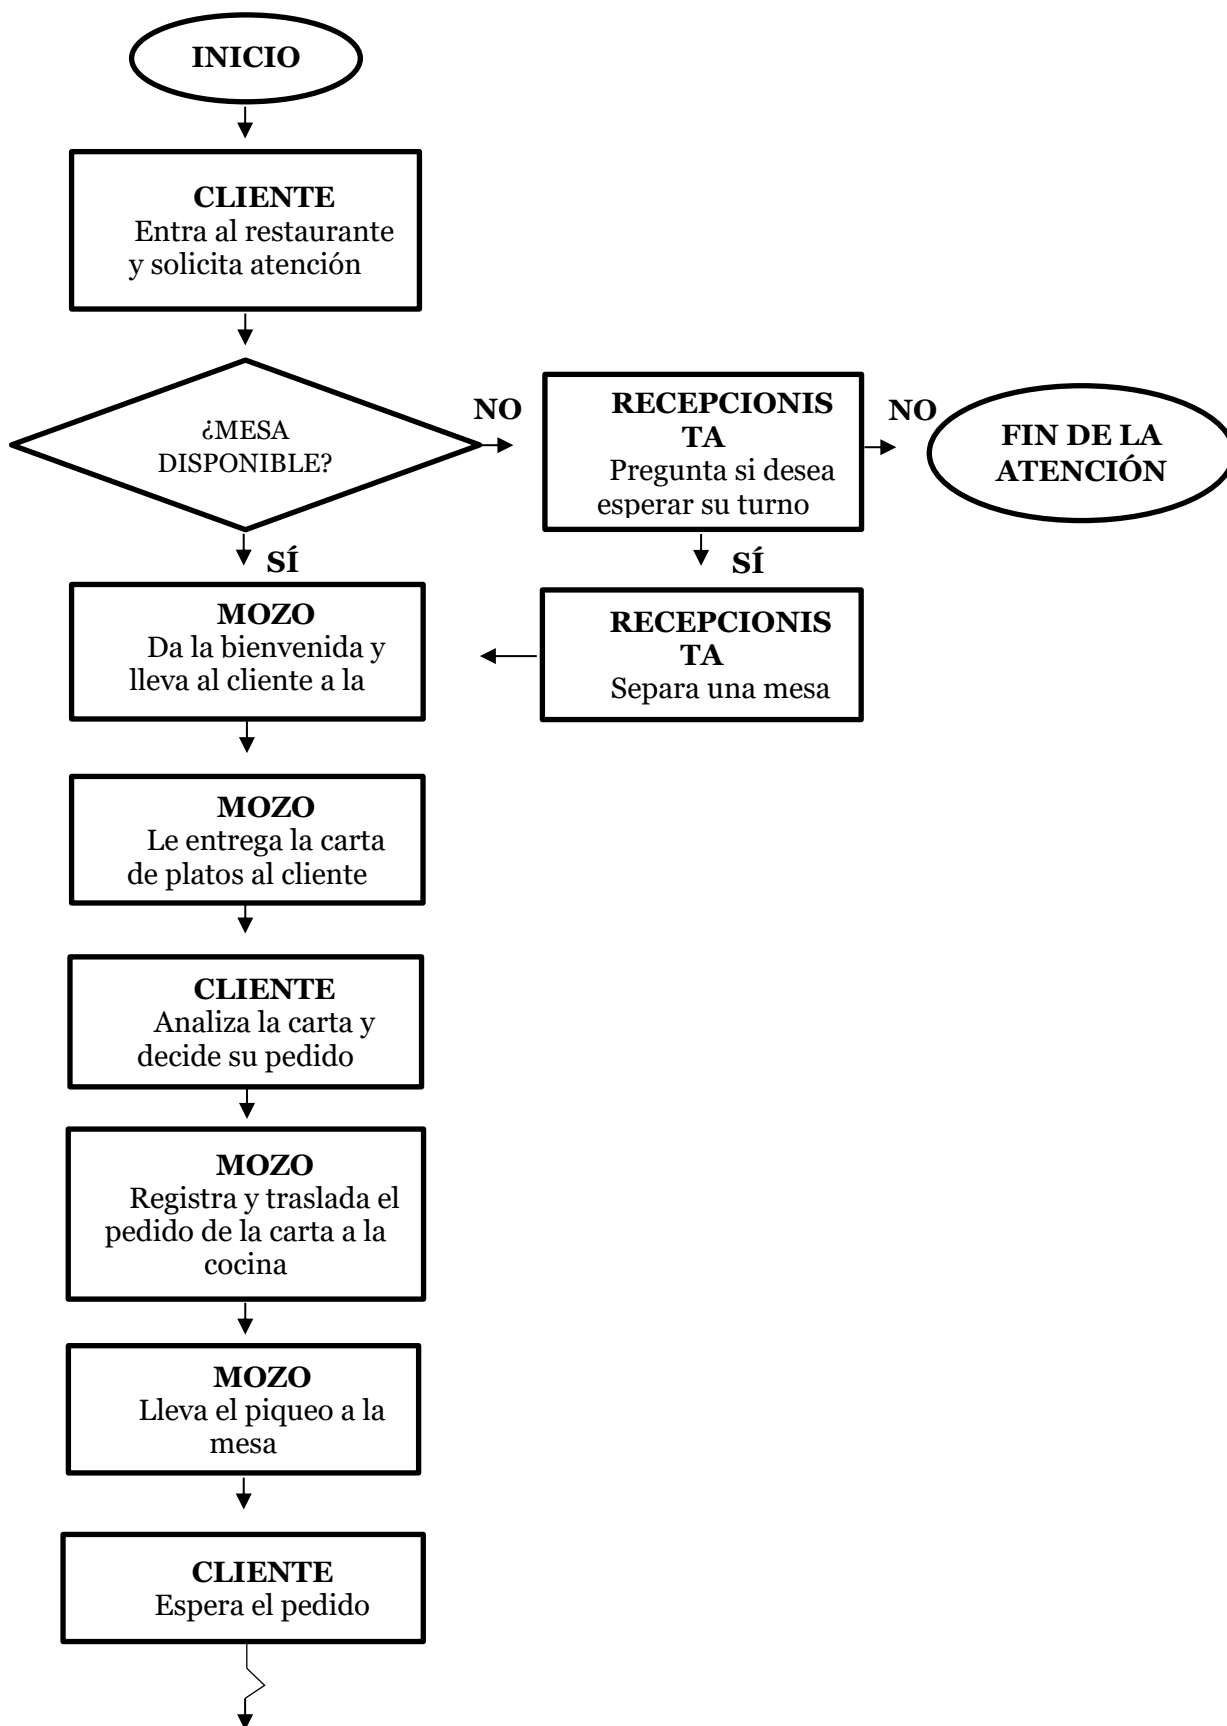 INICIO
CLIENTE
Entra al restaurante
y solicita atención
¿MESA
DISPONIBLE?
NO
RECEPCIONIS
TA
Pregunta si desea
esperar su turno
NO
FIN DE LA
ATENCIÓN
SÍ
SÍ
MOZO
Da la bienvenida y
lleva al cliente a la
RECEPCIONIS
TA
Separa una mesa
MOZO
Le entrega la carta
de platos al cliente
CLIENTE
Analiza la carta y
decide su pedido
MOZO
Registra y traslada el
pedido de la carta a la
cocina
MOZO
Lleva el piqueo a la
mesa
CLIENTE
Espera el pedido